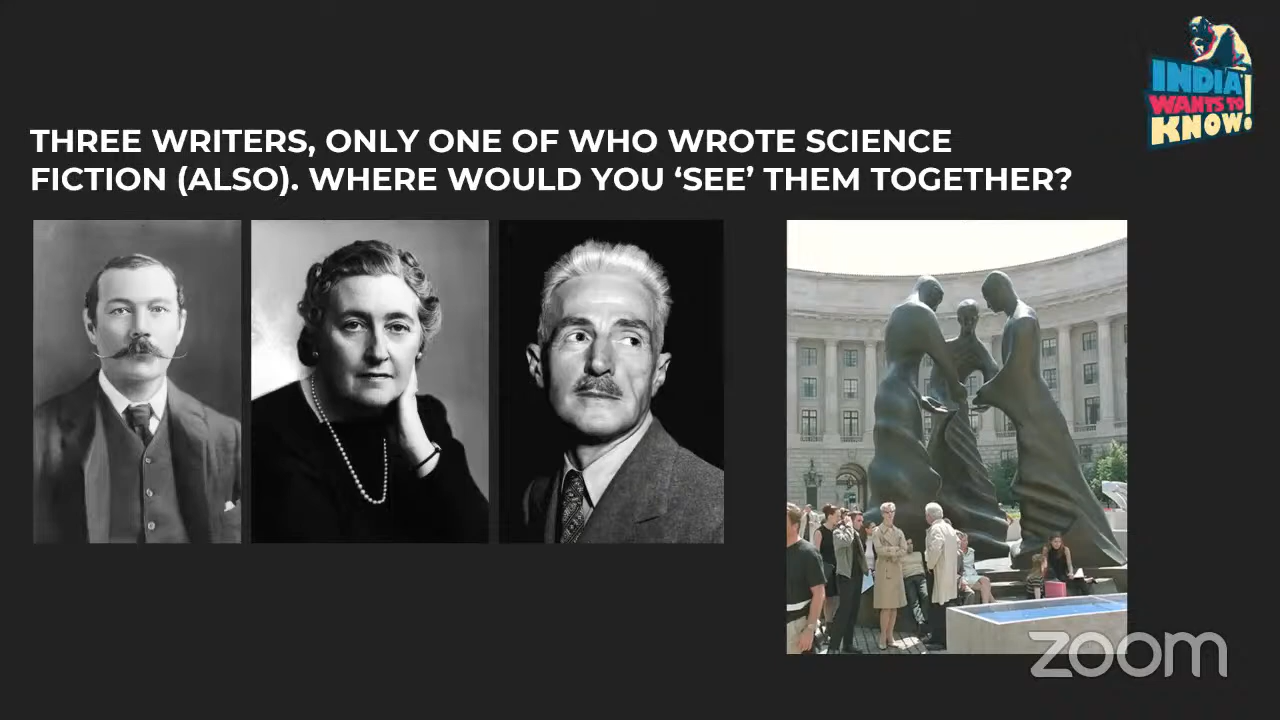 INDIA
WANTS TO
KNOW!
THREE WRITERS, ONLY ONE OF WHO WROTE SCIENCE
FICTION (ALSO). WHERE WOULD YOU ‘SEE’ THEM TOGETHER?
zoom